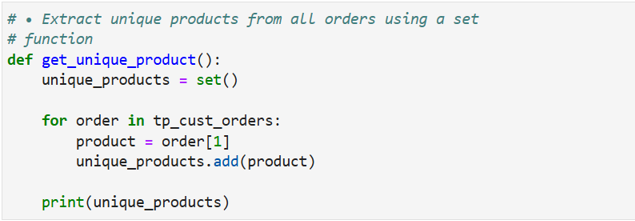 # • Extract unique products from all orders using a set
# function
def get_unique_product():
    unique_products = set()

    for order in tp_cust_orders:
        product = order[1]
        unique_products.add(product)

    print(unique_products)